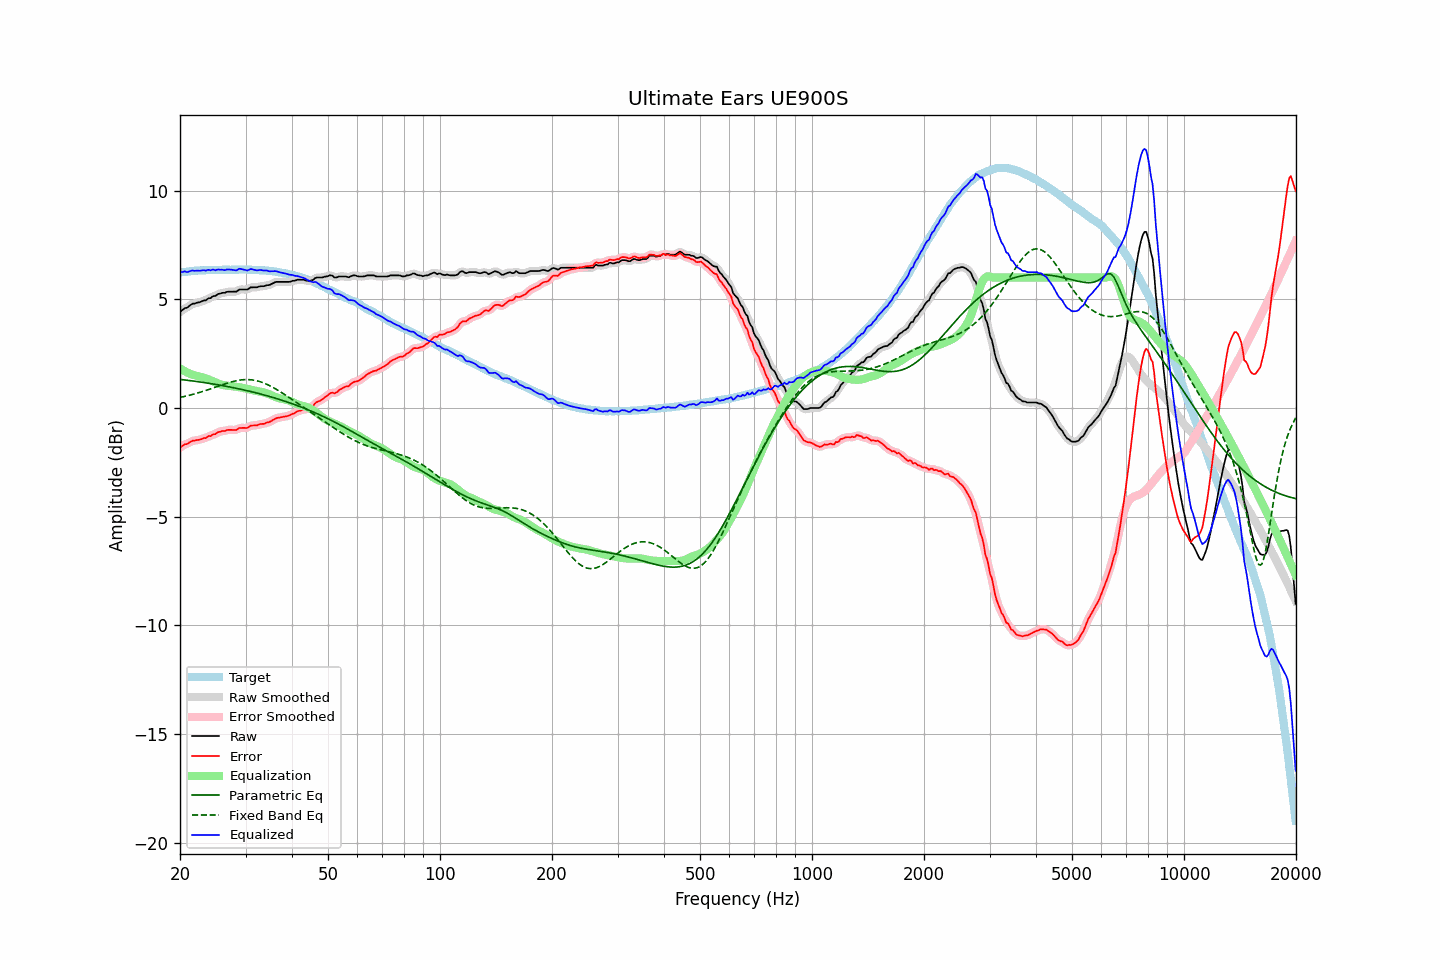 Ultimate Ears UE900S
10
5
0
−5
−10
−15
−20
Amplitude (dBr)
20
50
100
200
500
1000
2000
5000
10000
20000
Frequency (Hz)
Target
Raw Smoothed
Error Smoothed
Raw
Error
Equalization
Parametric Eq
Fixed Band Eq
Equalized